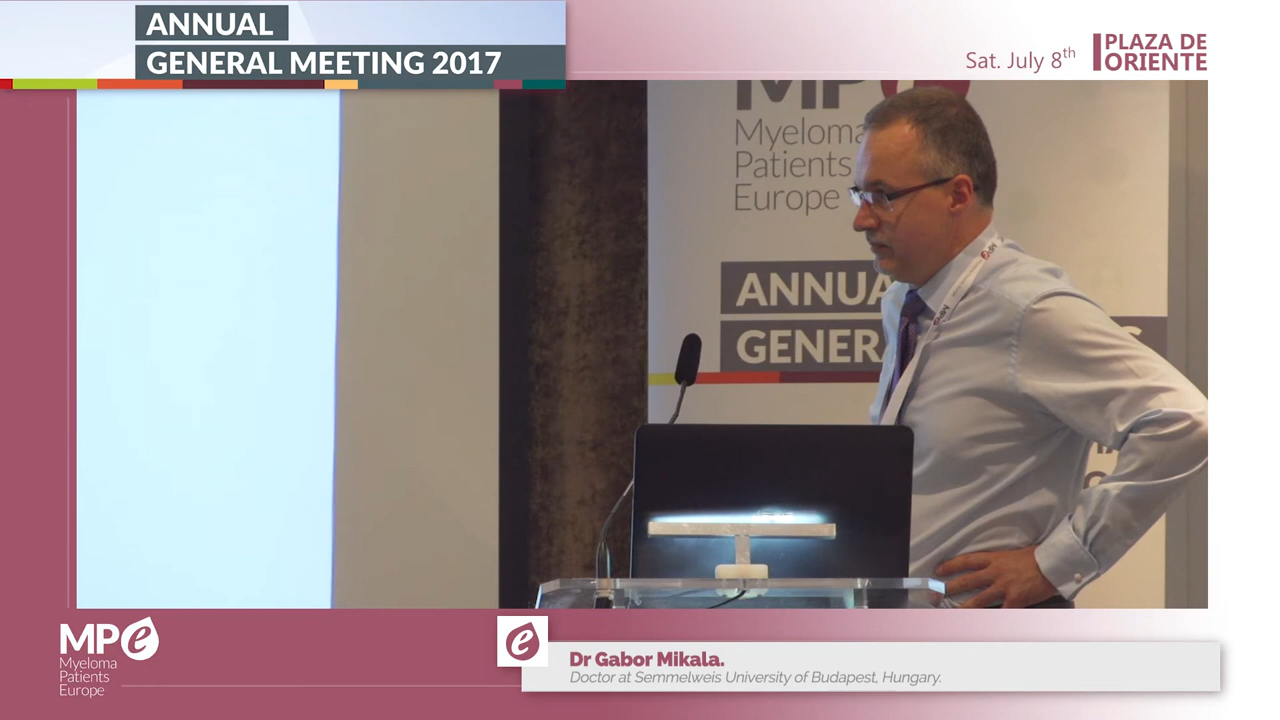 ANNUAL
GENERAL MEETING 2017
Sat. July 8th
PLAZA DE
ORIENTE
Myeloma
Patients
Europe
ANNUA
GENER
MPe
Myeloma
Patients
Europe
e
Dr Gabor Mikala.
Doctor at Semmelweis University of Budapest, Hungary.